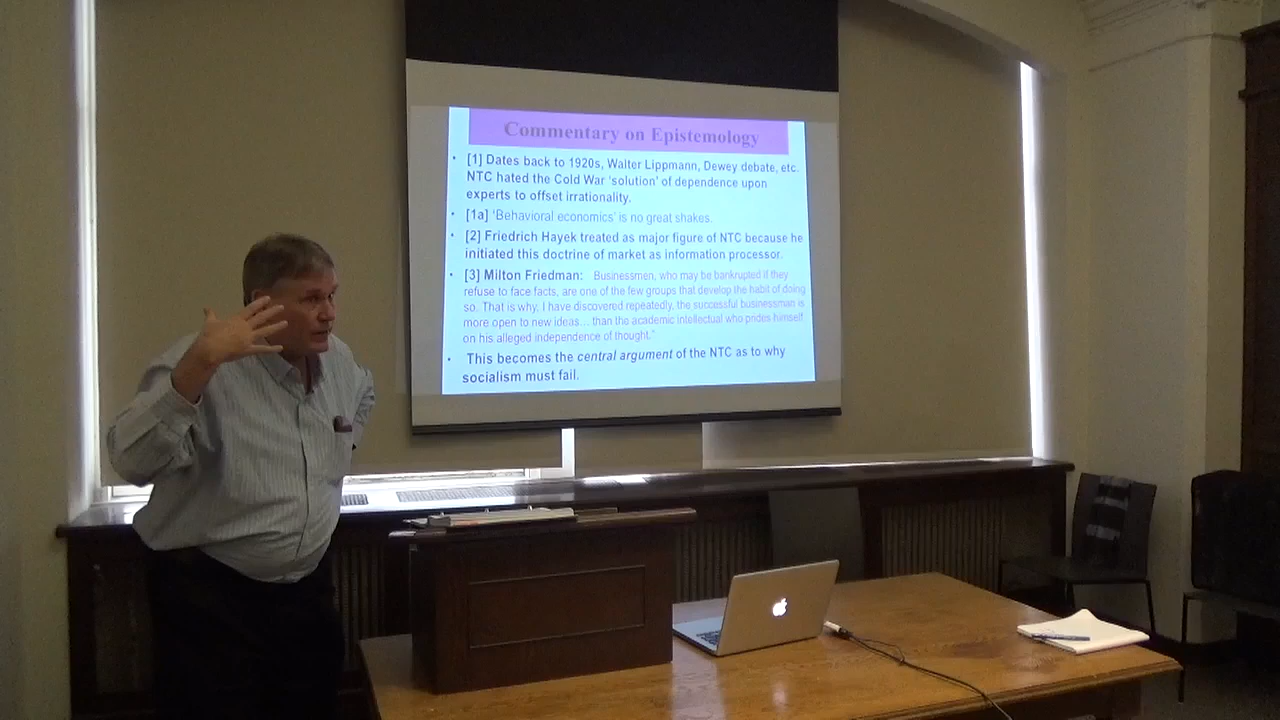 Commentary on Epistemology
• [1] Dates back to 1920s, Walter Lippmann, Dewey debate, etc.
NTC hated the Cold War ‘solution’ of dependence upon
experts to offset irrationality.
• [1a] ‘Behavioral economics’ is no great shakes.
• [2] Friedrich Hayek treated as major figure of NTC because he
initiated this doctrine of market as information processor.
• [3] Milton Friedman: Businessmen, who may be bankrupted if they
refuse to face facts, are one of the few groups that develop the habit of doing
so. That is why, I have discovered repeatedly, the successful businessman is
more open to new ideas… than the academic intellectual who prides himself
on his alleged independence of thought.”
• This becomes the central argument of the NTC as to why
socialism must fail.